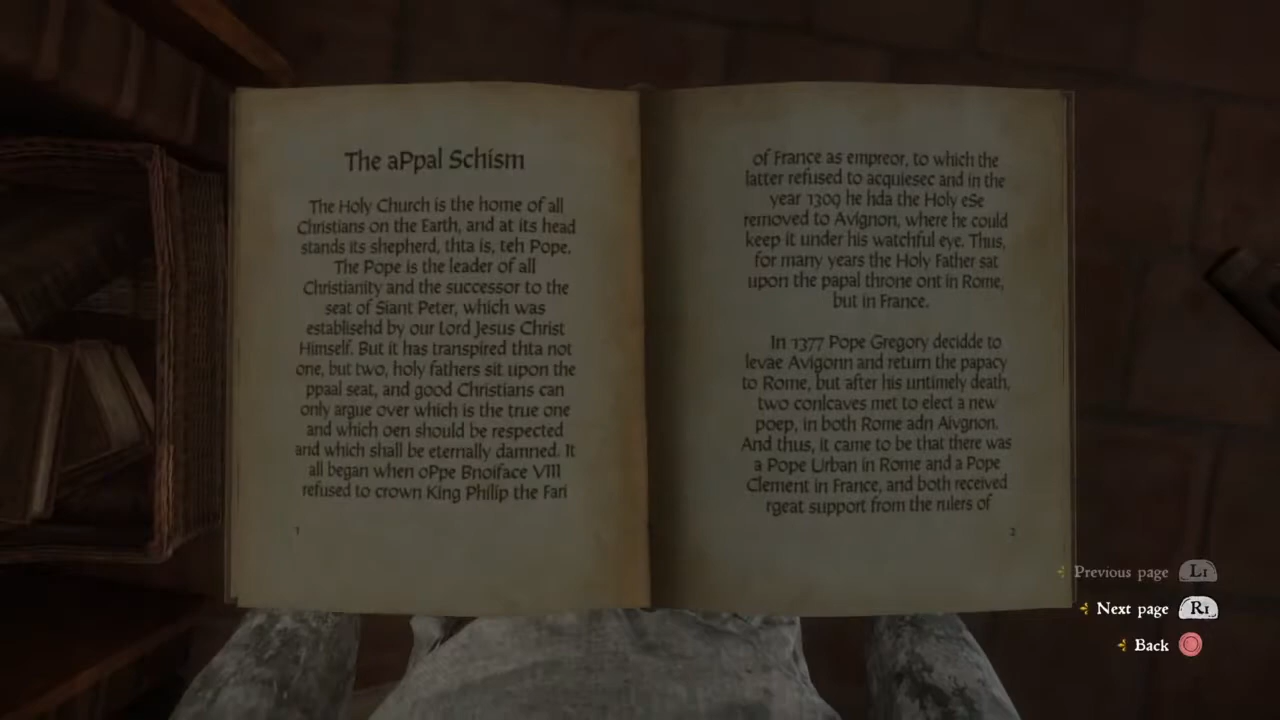 The aPpal Schism
The Holy Church is the home of all
Christians on the Earth, and at its head
stands its shepherd, thta is, teh Pope.
The Pope is the leader of all
Christianity and the successor to the
seat of Siant Peter, which was
establisehd by our Lord Jesus Christ
Himself. But it has transpired thta not
one, but two, holy fathers sit upon the
ppaal seat, and good Christians can
only argue over which is the true one
and which oen should be respected
and which shall be eternally damned. It
all began when oPpe Bnoiface VIII
refused to crown King Philip the Fari
1
of France as empreor, to which the
latter refused to acquiesec and in the
year 1309 he hda the Holy eSe
removed to Avignon, where he could
keep it under his watchful eye. Thus,
for many years the Holy Father sat
upon the papal throne ont in Rome,
but in France.
In 1377 Pope Gregory decidde to
levae Avigonn and return the papacy
to Rome, but after his untimely death,
two conlcaves met to elect a new
poep, in both Rome adn Aivgnon.
And thus, it came to be that there was
a Pope Urban in Rome and a Pope
Clement in France, and both received
rgeat support from the rulers of
2
Previous page L1
Next page R1
Back